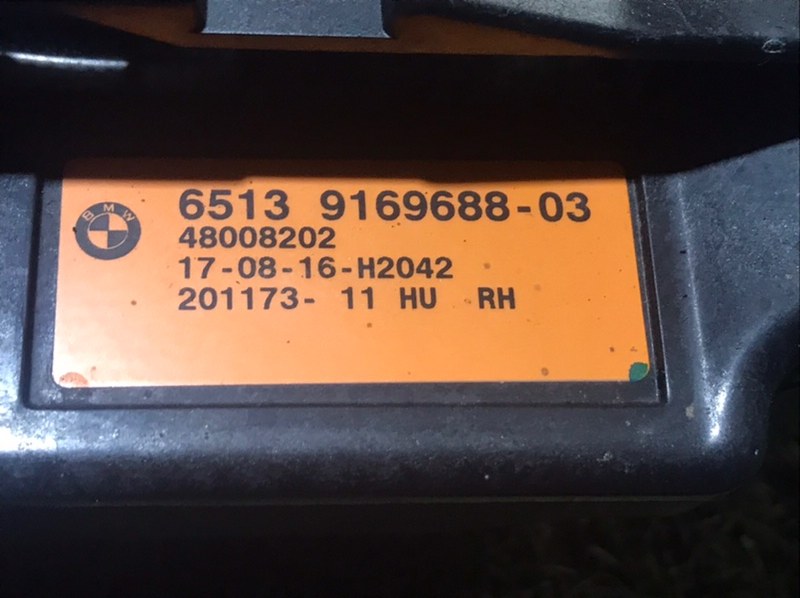 BMW
6513 9169688-03
48008202
17-08-16-H2042
201173- 11 HU RH